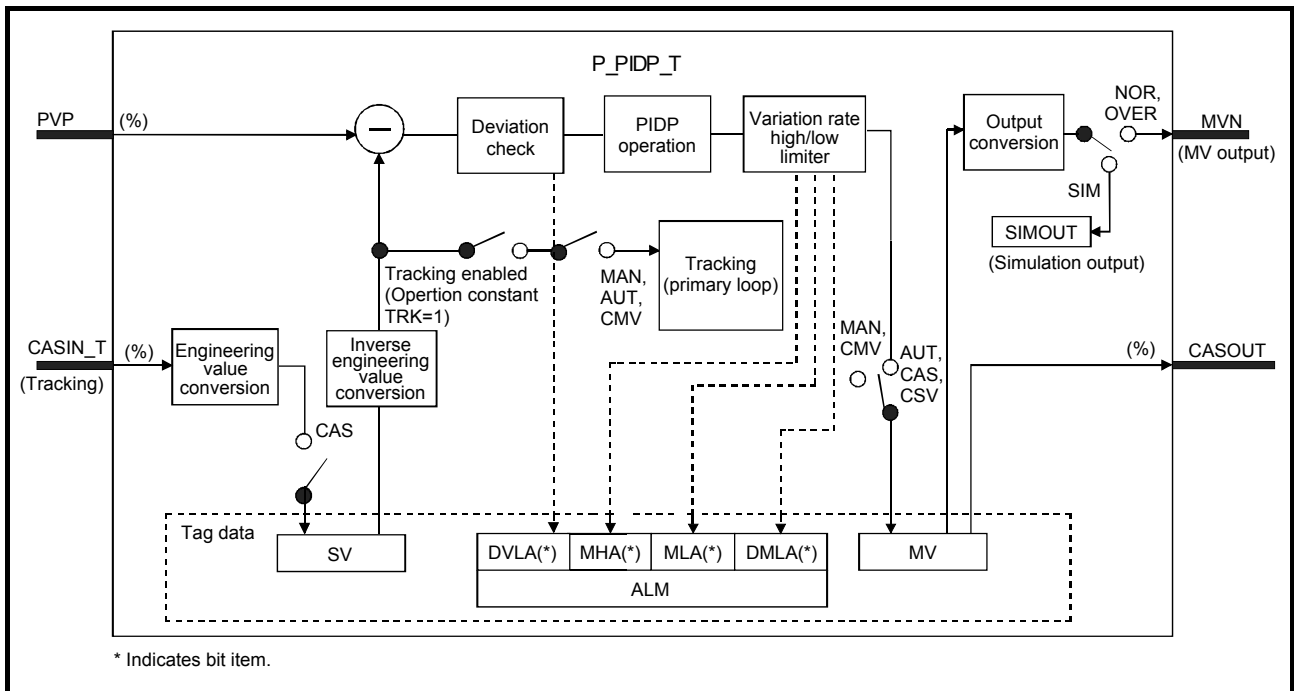 P_PIDP_T
PVP
(%)
−
Deviation
check
PIDP
operation
Variation rate
high/low
limiter
Output
conversion
NOR,
OVER
MVN
(MV output)
SIM
SIMOUT
(Simulation output)
Tracking enabled
(Opertion constant
TRK=1)
MAN,
AUT,
CMV
Tracking
(primary loop)
CASIN_T
(Tracking)
(%)
Engineering
value
conversion
Inverse
engineering
value
conversion
MAN,
CMV
AUT,
CAS,
CSV
(%)
CASOUT
CAS
Tag data
SV
DVLA(*)
MHA(*)
MLA(*)
DMLA(*)
ALM
MV
* Indicates bit item.